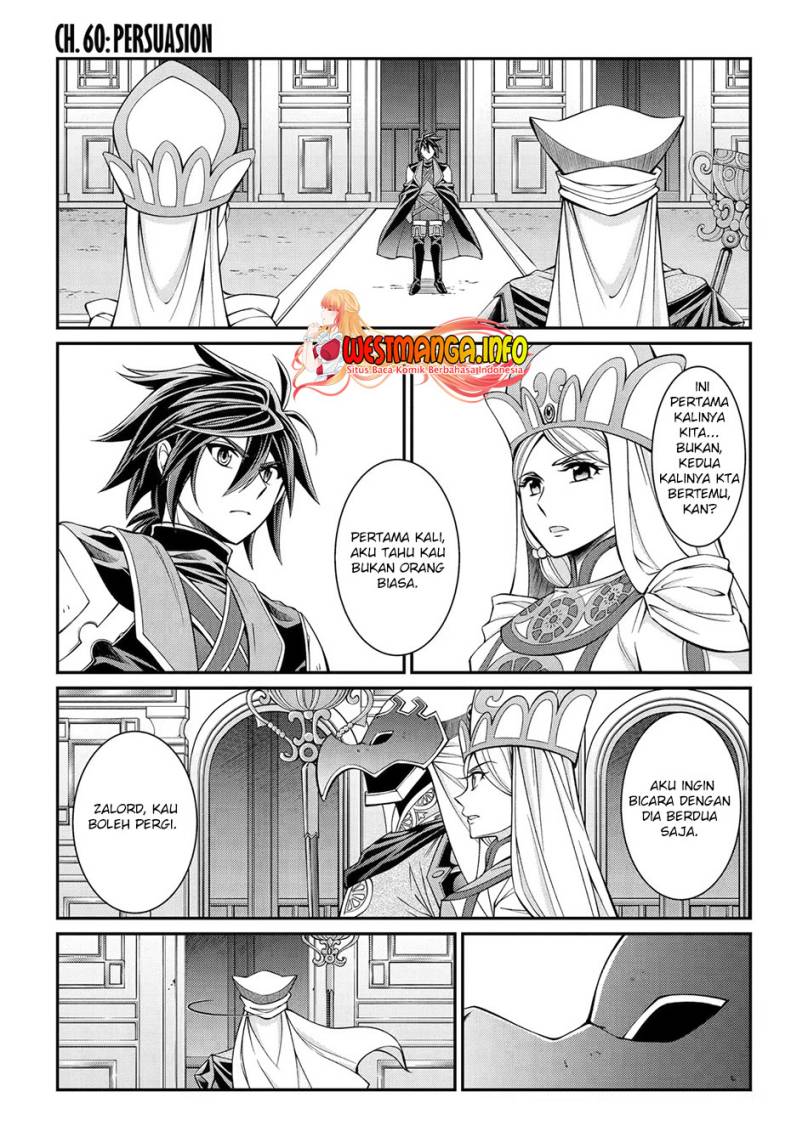 CH. 60: PERSUASION
WESTMANGA.INFO
Situs Baca Komik Berbahasa Indonesia
INI
PERTAMA
KALINYA
KITA...
BUKAN,
KEDUA
KALINYA KTA
BERTEMU,
KAN?
PERTAMA KALI,
AKU TAHU KAU
BUKAN ORANG
BIASA.
AKU INGIN
BICARA DENGAN
DIA BERDUA
SAJA.
ZALORD, KAU
BOLEH PERGI.